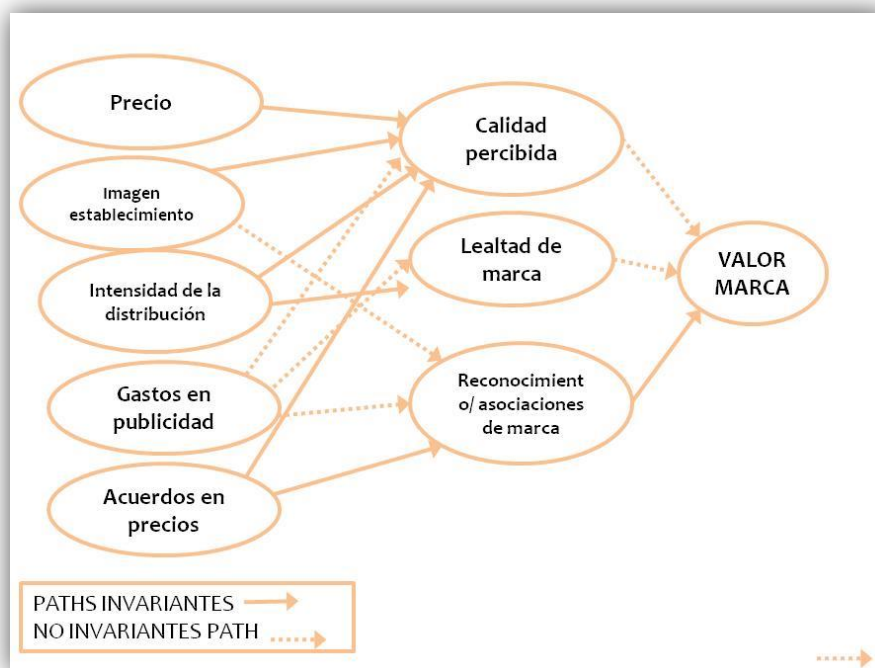 Precio
Imagen
establecimiento
Intensidad de la
distribución
Gastos en
publicidad
Acuerdos en
precios
Calidad
percibida
Lealtad de
marca
Reconocimient
o/ asociaciones
de marca
VALOR
MARCA
PATHS INVARIANTES
NO INVARIANTES PATH